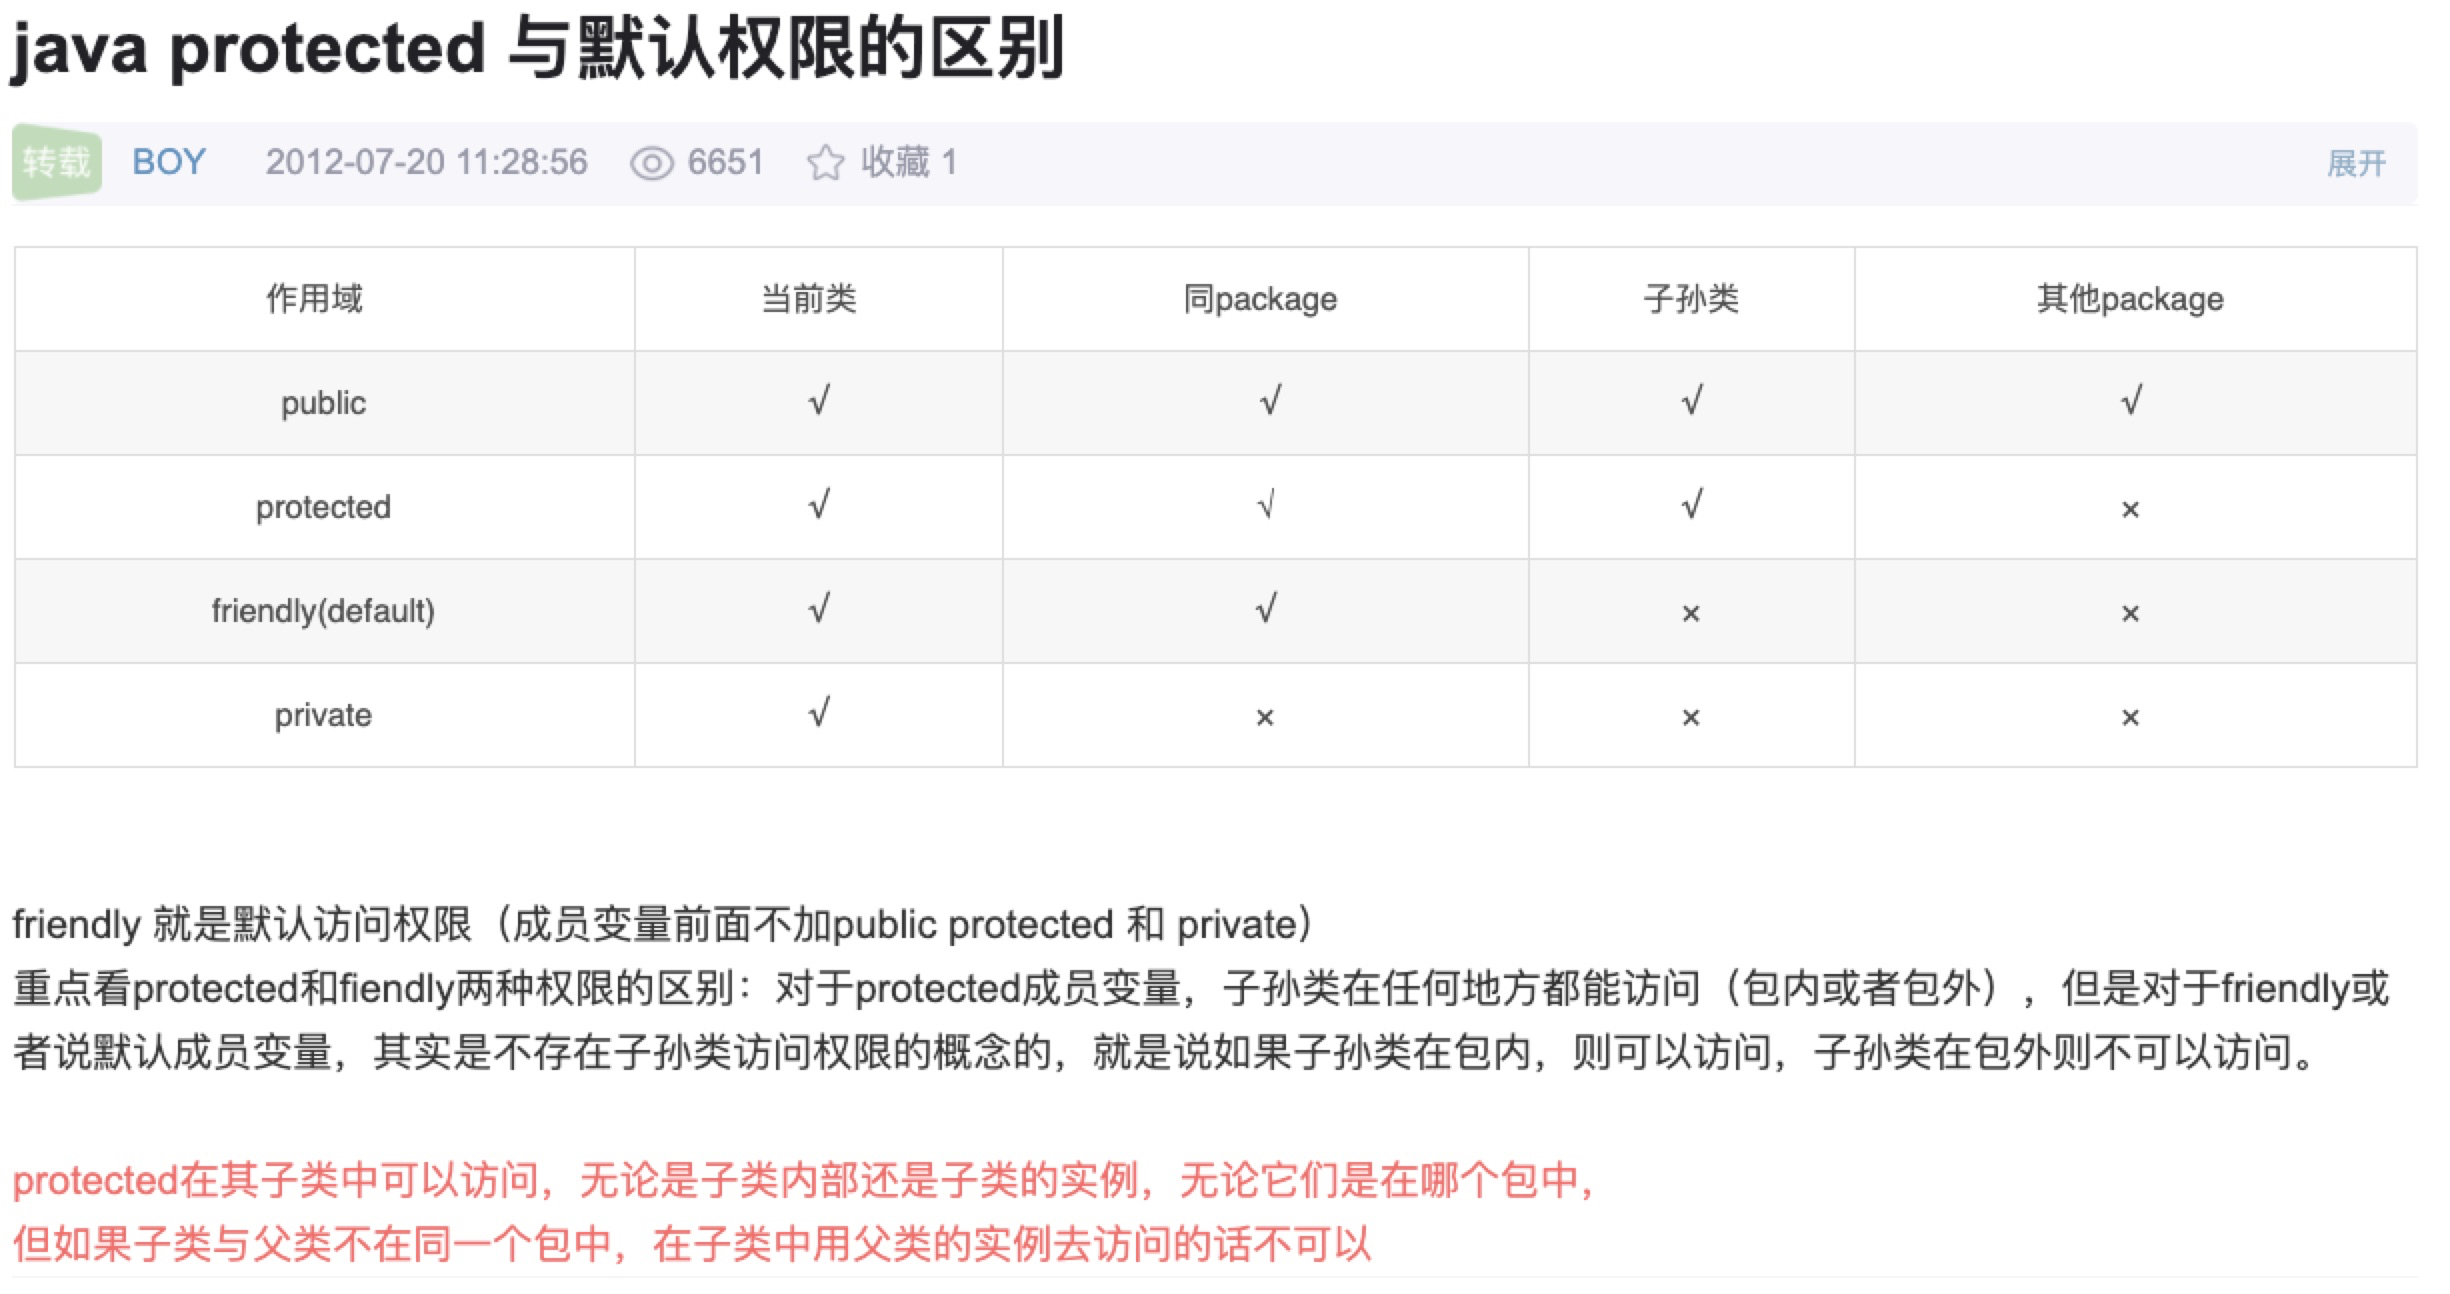 java protected 与默认权限的区别
转载 BOY 2012-07-20 11:28:56 6651 收藏 1 展开
作用域 当前类 同package 子孙类 其他package
public √ √ √ √
protected √ √ √ ×
friendly(default) √ √ × ×
private √ × × ×
friendly 就是默认访问权限（成员变量前面不加public protected 和 private）
重点看protected和fiendly两种权限的区别：对于protected成员变量，子孙类在任何地方都能访问（包内或者包外），但是对于friendly或
者说默认成员变量，其实是不存在子孙类访问权限的概念的，就是说如果子孙类在包内，则可以访问，子孙类在包外则不可以访问。
protected在其子类中可以访问，无论是子类内部还是子类的实例，无论它们是在哪个包中，
但如果子类与父类不在同一个包中，在子类中用父类的实例去访问的话不可以